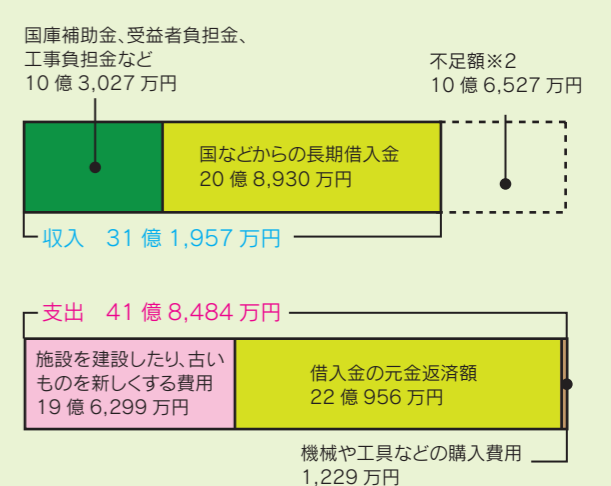 国庫補助金、受益者負担金、
工事負担金など
10 億 3,027 万円
不足額※2
10 億 6,527 万円
国などからの長期借入金
20 億 8,930 万円
収入 31 億 1,957 万円
支出 41 億 8,484 万円
施設を建設したり、古い
ものを新しくする費用
19 億 6,299 万円
借入金の元金返済額
22 億 956 万円
機械や工具などの購入費用
1,229 万円